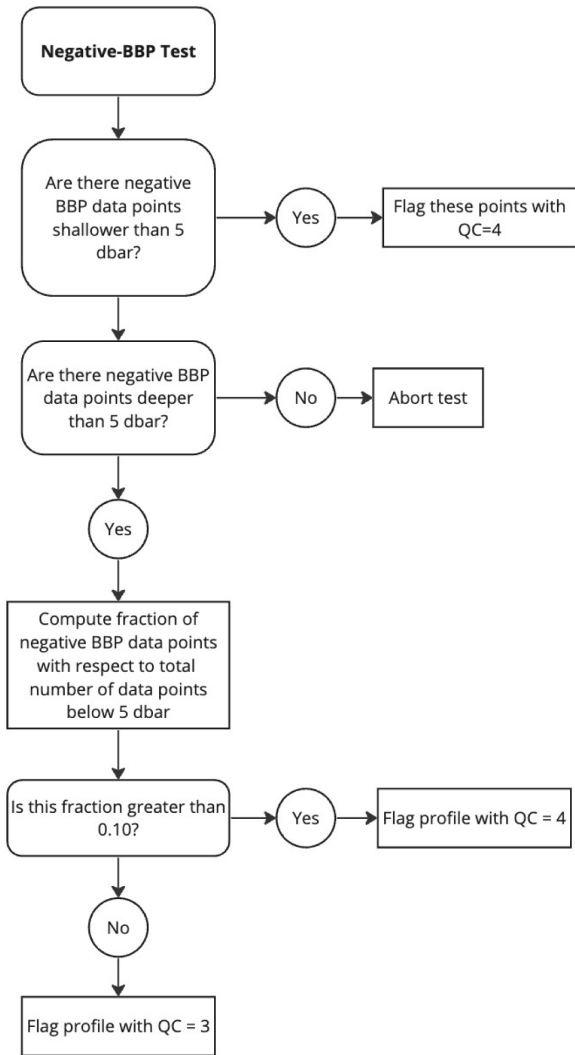 Negative-BBP Test
Are there negative
BBP data points
shallower than 5
dbar?
Yes
Flag these points with
QC=4
Are there negative BBP
data points deeper
than 5 dbar?
No
Abort test
Yes
Compute fraction of
negative BBP data points
with respect to total
number of data points
below 5 dbar
Is this fraction greater than
0.10?
Yes
Flag profile with QC = 4
No
Flag profile with QC = 3